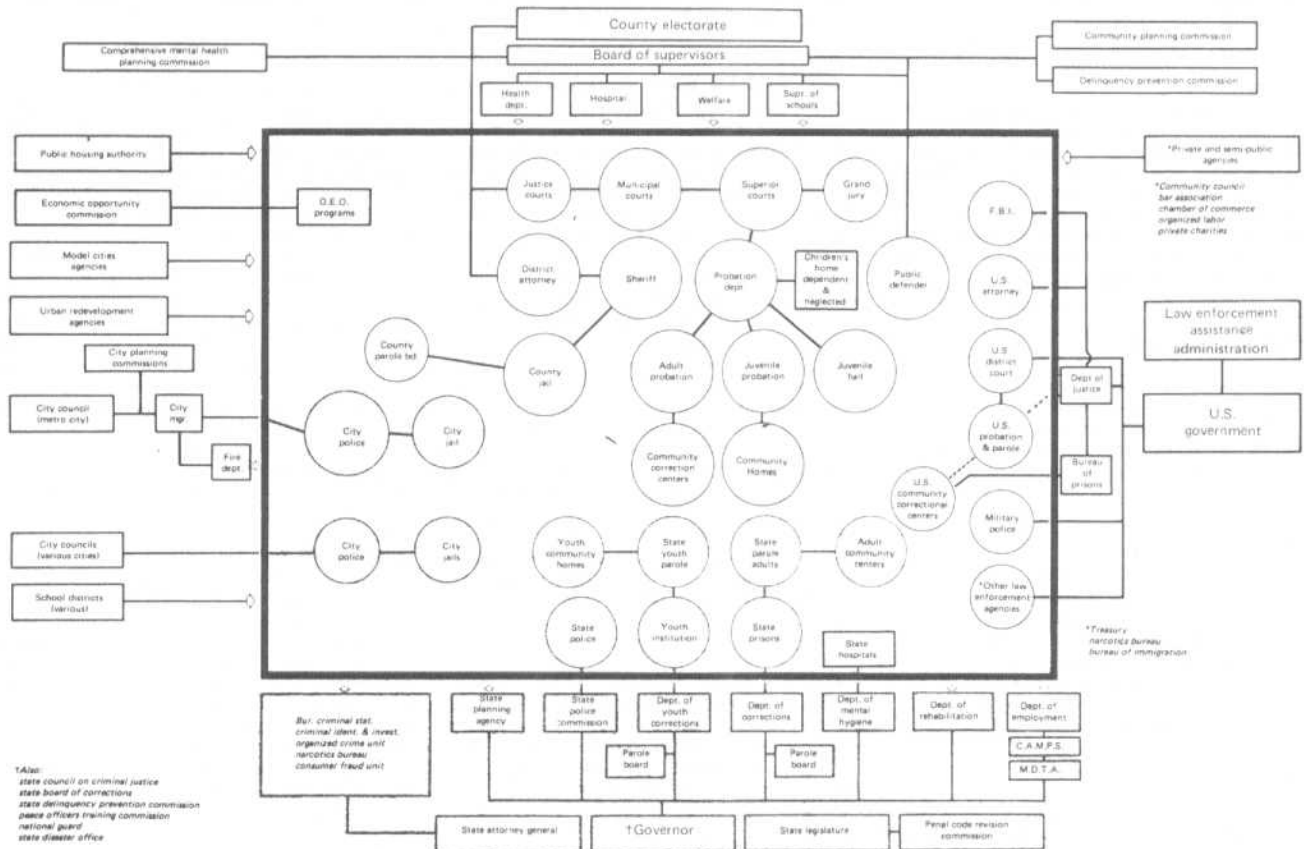 County electorate
Board of supervisors
Comprehensive mental health
planning commission
Community planning commission
Delinquency prevention commission
Health
dept.
Hospital
Welfare
Supt. of
schools
Public housing authority
Economic opportunity
commission
O.E.O.
programs
Model cities
agencies
Urban redevelopment
agencies
City planning
commissions
City council
(metro city)
City
mgr.
Fire
dept.
City councils
(various cities)
School districts
(various)
Justice
courts
Municipal
courts
Superior
courts
Grand
jury
District
attorney
Sheriff
Probation
dept
Children's
home
dependent
&
neglected
Public
defender
F.B.I.
U.S.
attorney
U.S.
district
court
U.S.
probation
& parole
U.S.
community
correctional
centers
Military
police
*Other law
enforcement
agencies
County
parole bd
County
jail
Adult
probation
Juvenile
probation
Juvenile
hall
City
police
City
jail
Community
correction
centers
Community
Homes
City
police
City
jails
Youth
community
homes
State
youth
parole
State
parole
adults
Adult
community
centers
State
police
Youth
institution
State
prisons
State
hospitals
*Private and semi-public
agencies
*Community council
bar association
chamber of commerce
organized labor
private charities
Law enforcement
assistance
administration
U.S.
government
Dept of
justice
Bureau
of
prisons
*Treasury
narcotics bureau
bureau of immigration
Bur. criminal stat.
criminal ident. & invest.
organized crime unit
narcotics bureau
consumer fraud unit
State
planning
agency
State
police
commission
Dept. of
youth
corrections
Dept. of
corrections
Dept. of
mental
hygiene
Dept. of
rehabilitation
Dept. of
employment
C.A.M.P.S.
M.D.T.A.
Parole
board
Parole
board
State attorney general
†Governor
State legislature
Penal code revision
commission
†Also:
state council on criminal justice
state board of corrections
state delinquency prevention commission
peace officers training commission
national guard
state disaster office